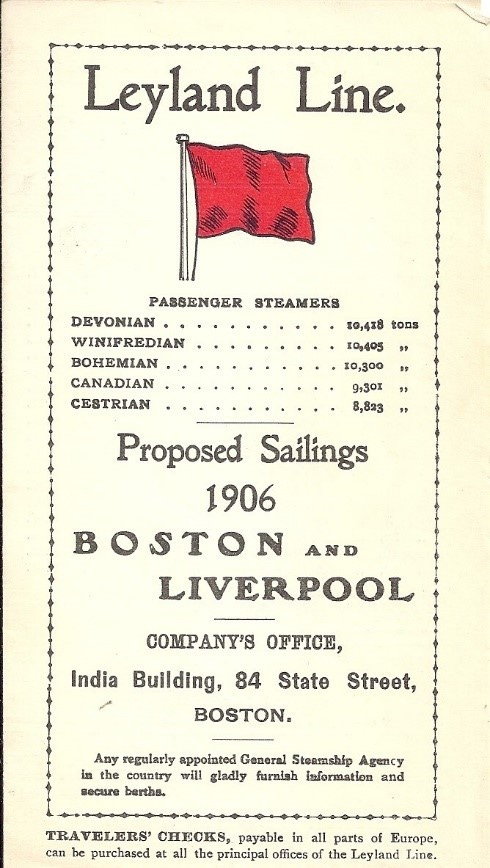 Leyland Line.
PASSENGER STEAMERS
DEVONIAN . . . . . . . . . . . . 10,418 tons
WINIFREDIAN . . . . . . . . . . 10,405 „
BOHEMIAN . . . . . . . . . . . . 10,300 „
CANADIAN . . . . . . . . . . . . 9,301 „
CESTRIAN . . . . . . . . . . . . 8,823 „
Proposed Sailings
1906
BOSTON AND
LIVERPOOL
COMPANY'S OFFICE,
India Building, 84 State Street,
BOSTON.
Any regularly appointed General Steamship Agency
in the country will gladly furnish information and
secure berths.
TRAVELERS' CHECKS, payable in all parts of Europe,
can be purchased at all the principal offices of the Leyland Line.